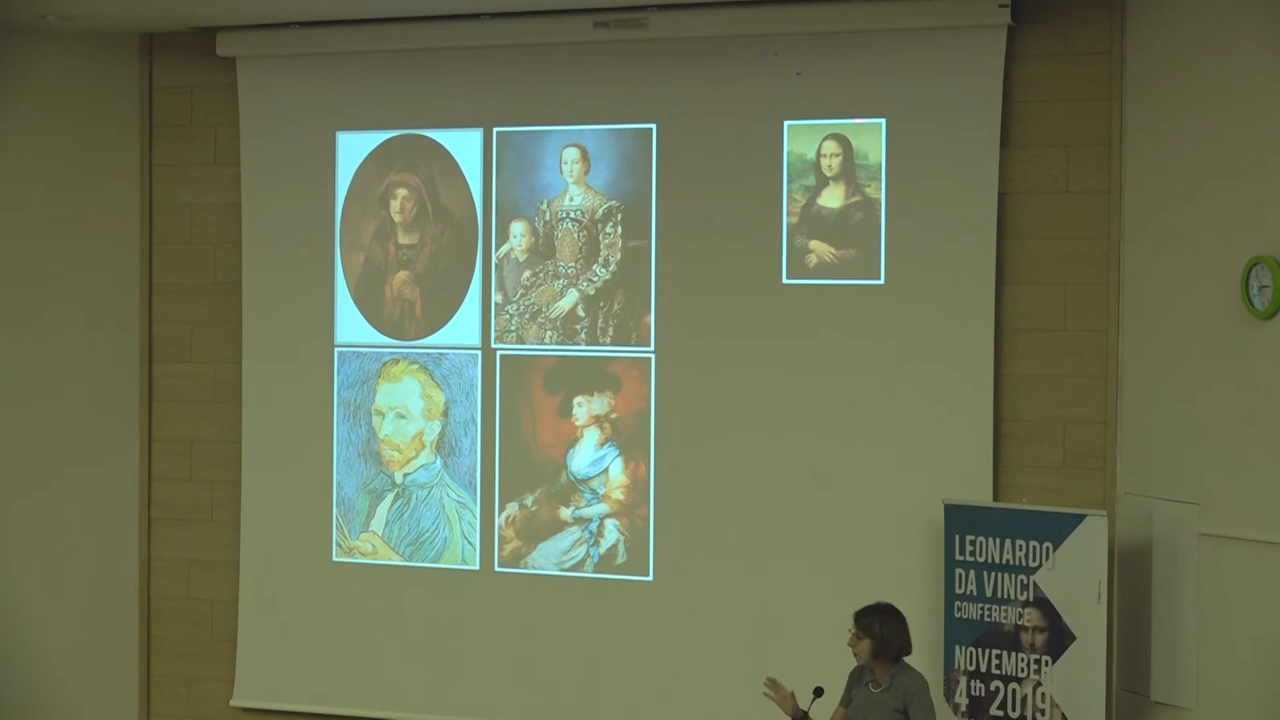 LEONARDO
DA VINCI
CONFERENCE
NOVEMBER
4th 2019